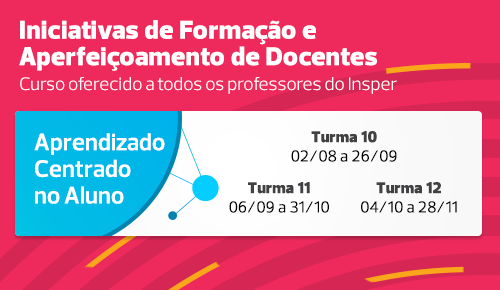 Iniciativas de Formação e
Aperfeiçoamento de Docentes
Curso oferecido a todos os professores do Insper
Aprendizado
Centrado
no Aluno
Turma 10
02/08 a 26/09
Turma 11
06/09 a 31/10
Turma 12
04/10 a 28/11